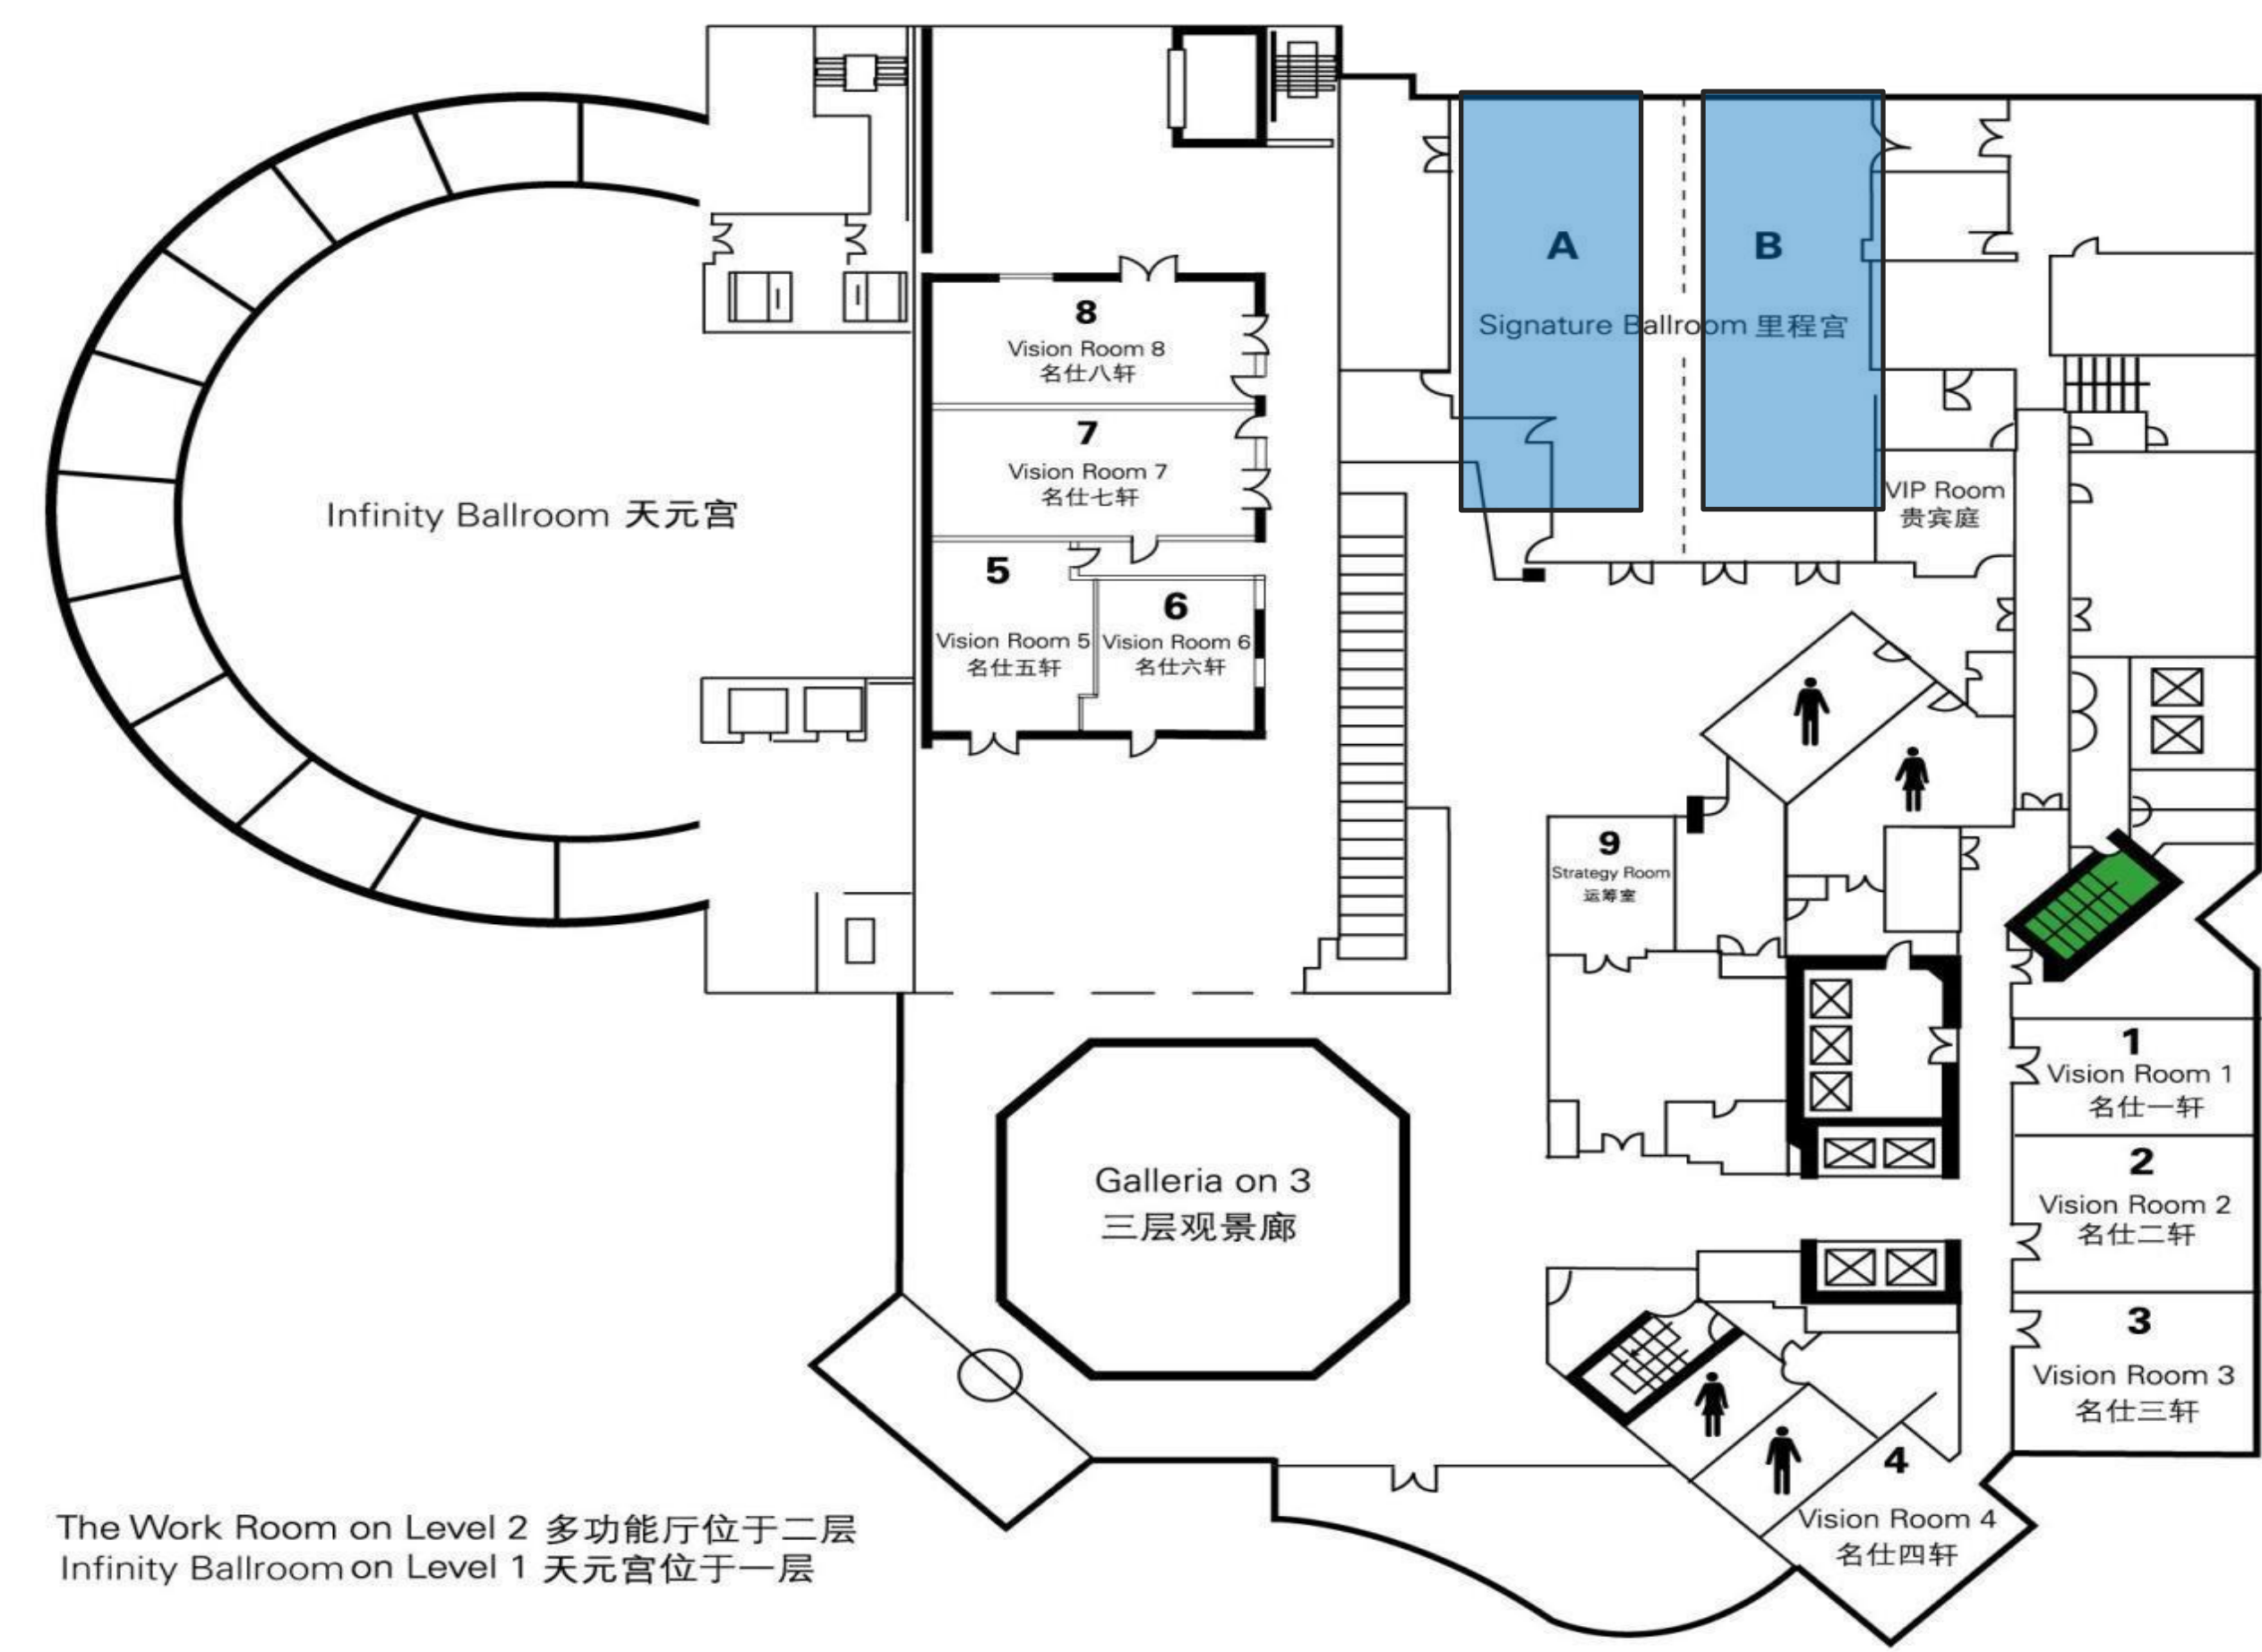 A
B
Signature Ballroom 里程宫
8
Vision Room 8
名仕八轩
7
Vision Room 7
名仕七轩
Infinity Ballroom 天元宫
VIP Room
贵宾庭
5
Vision Room 5
名仕五轩
6
Vision Room 6
名仕六轩
9
Strategy Room
运筹室
1
Vision Room 1
名仕一轩
2
Vision Room 2
名仕二轩
Galleria on 3
三层观景廊
3
Vision Room 3
名仕三轩
4
Vision Room 4
名仕四轩
The Work Room on Level 2 多功能厅位于二层
Infinity Ballroom on Level 1 天元宫位于一层